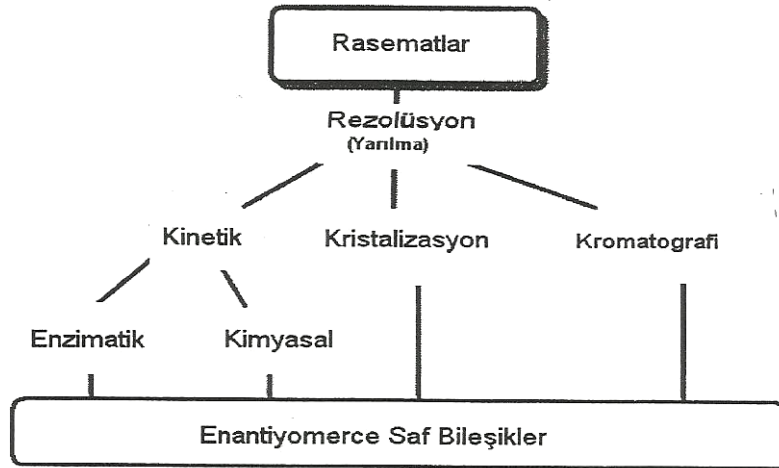 Rasematlar
Rezolüsyon
(Yarılma)
Kinetik
Kristalizasyon
Kromatografi
Enzimatik
Kimyasal
Enantiyomerce Saf Bileşikler